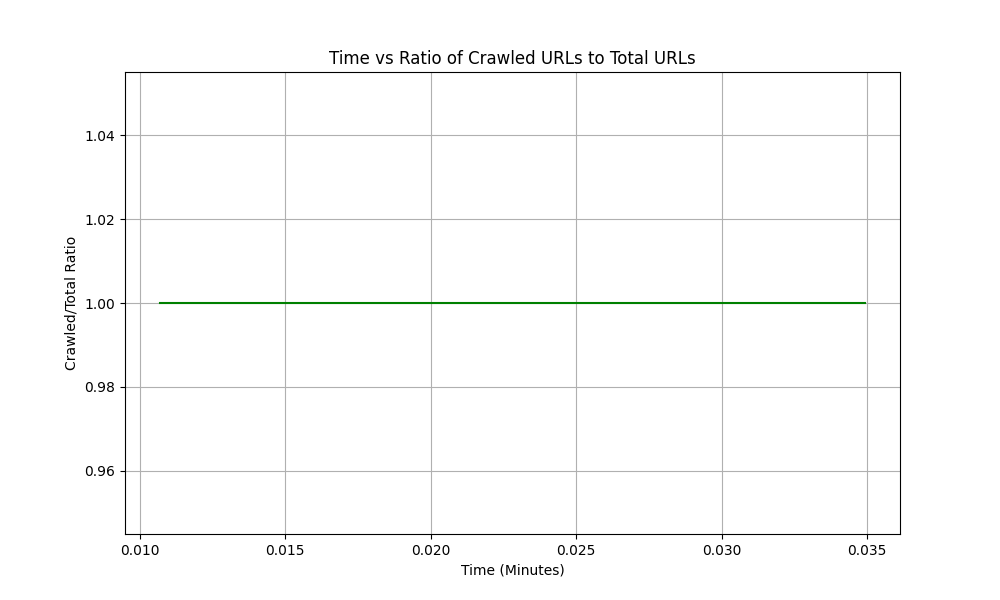 Time vs Ratio of Crawled URLs to Total URLs
1.04
1.02
1.00
0.98
0.96
Crawled/Total Ratio
0.010 0.015 0.020 0.025 0.030 0.035
Time (Minutes)